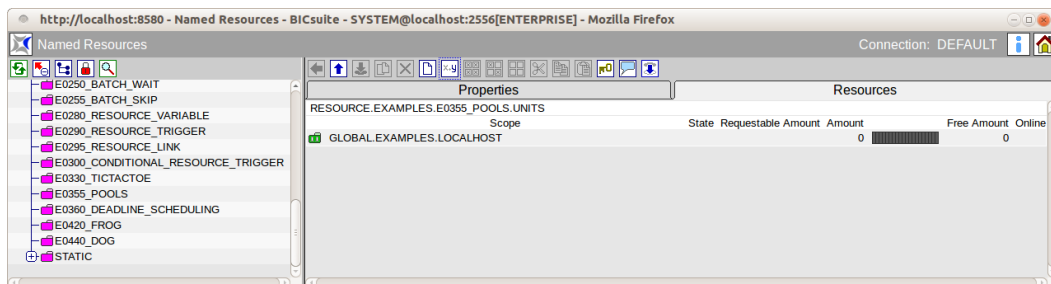 http://localhost:8580 - Named Resources - BICsuite - SYSTEM@localhost:2556[ENTERPRISE] - Mozilla Firefox
Named Resources
Connection: DEFAULT
E0250_BATCH_WAIT
E0255_BATCH_SKIP
E0280_RESOURCE_VARIABLE
E0290_RESOURCE_TRIGGER
E0295_RESOURCE_LINK
E0300_CONDITIONAL_RESOURCE_TRIGGER
E0330_TICTACTOE
E0355_POOLS
E0360_DEADLINE_SCHEDULING
E0420_FROG
E0440_DOG
STATIC
x.y
Properties Resources
RESOURCE.EXAMPLES.E0355_POOLS.UNITS
Scope State Requestable Amount Amount Free Amount Online
GLOBAL.EXAMPLES.LOCALHOST 0 0